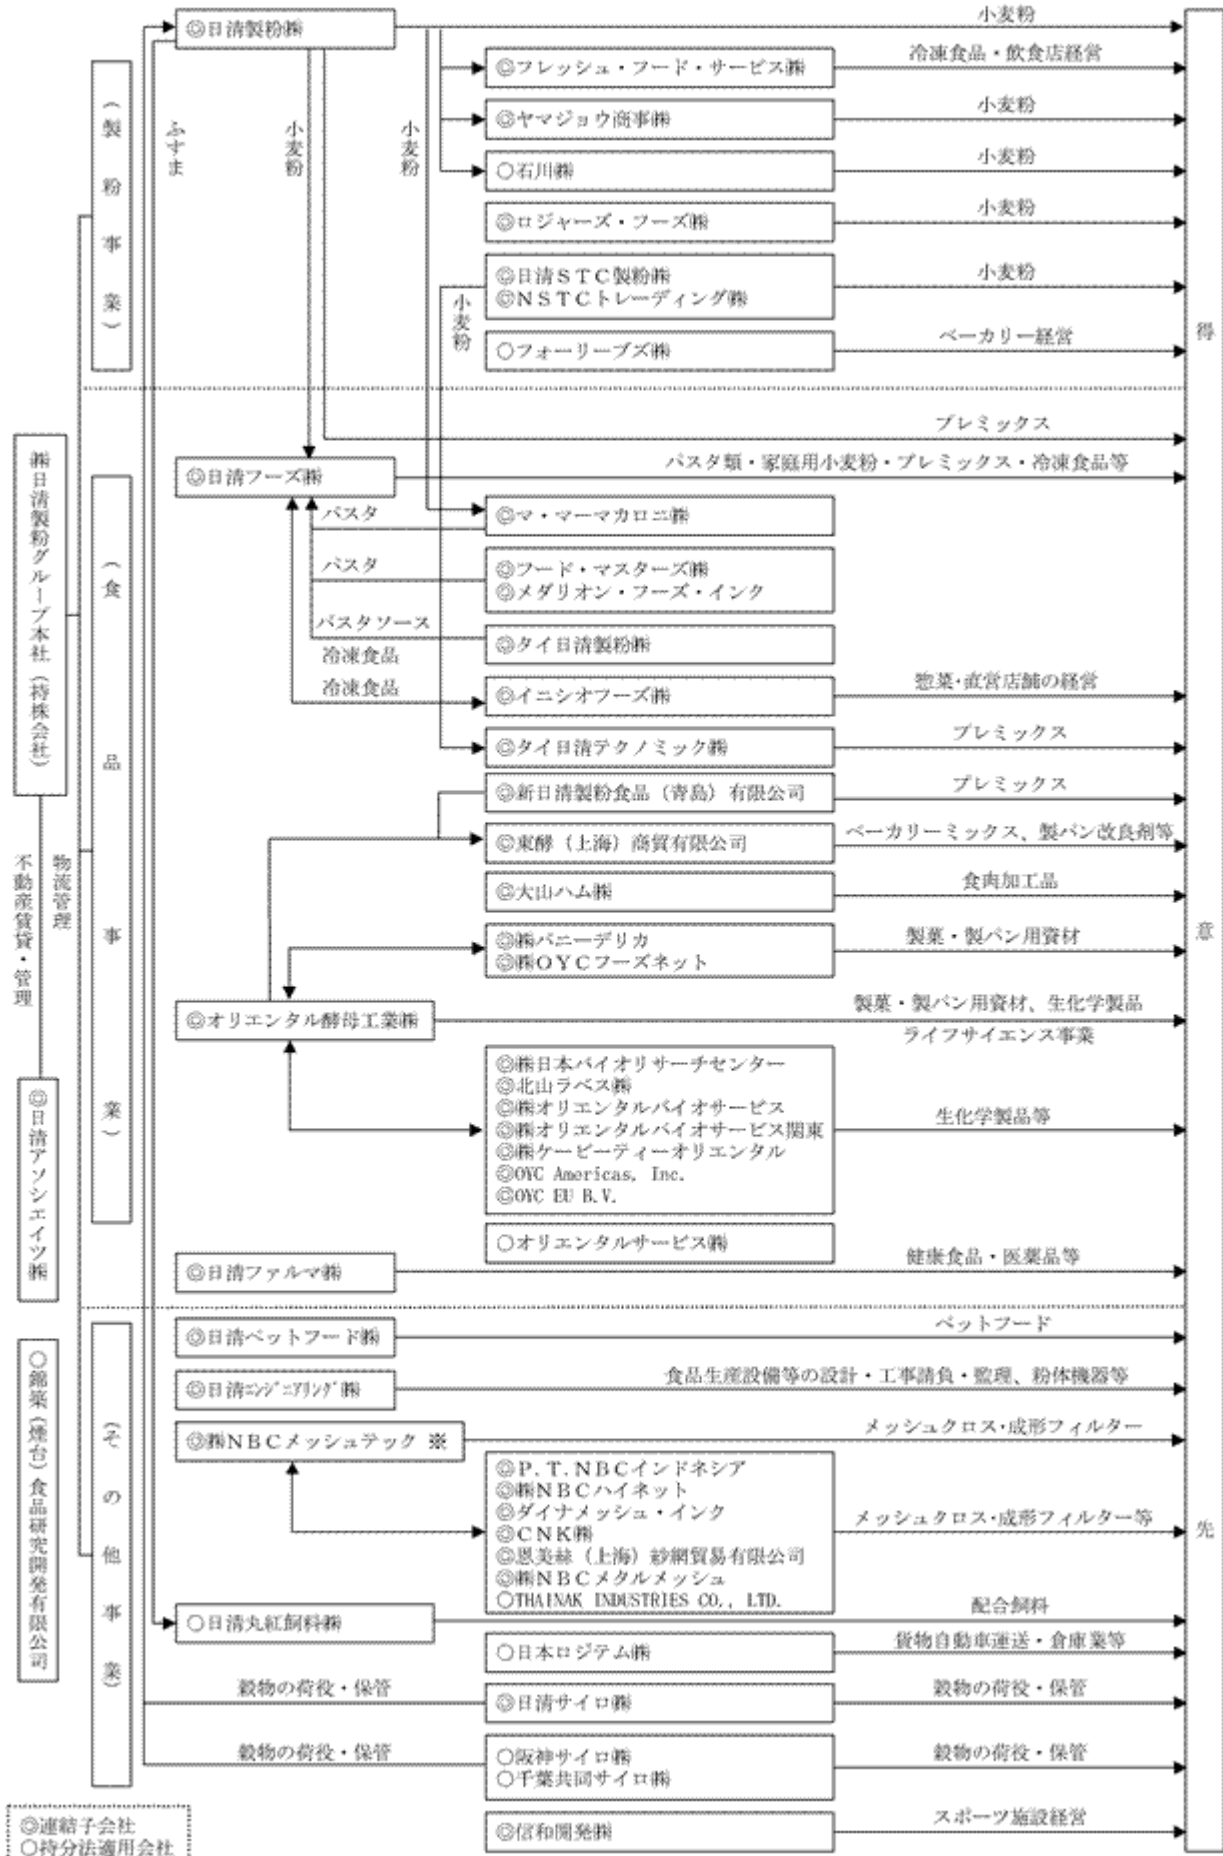 ◎日清製粉㈱
小麦粉
◎フレッシュ・フード・サービス㈱
冷凍食品・飲食店経営
◎ヤマジョウ商事㈱
小麦粉
○石川㈱
小麦粉
◎ロジャーズ・フーズ㈱
小麦粉
◎日清STC製粉㈱
◎NSTCトレーディング㈱
小麦粉
○フォーリーブズ㈱
ベーカリー経営
(製粉事業)
ふすま
小麦粉
小麦粉
小麦粉
プレミックス
◎日清フーズ㈱
パスタ類・家庭用小麦粉・プレミックス・冷凍食品等
パスタ
◎マ・マーマカロニ㈱
パスタ
◎フード・マスターズ㈱
◎メダリオン・フーズ・インク
パスタソース
冷凍食品
◎タイ日清製粉㈱
冷凍食品
◎イニシオフーズ㈱
惣菜・直営店舗の経営
◎タイ日清テクノミック㈱
プレミックス
◎新日清製粉食品（青島）有限公司
プレミックス
◎東酵（上海）商貿有限公司
ベーカリーミックス、製パン改良剤等
◎大山ハム㈱
食肉加工品
◎㈱パニーデリカ
◎㈱OYCフーズネット
製菓・製パン用資材
◎オリエンタル酵母工業㈱
製菓・製パン用資材、生化学製品
ライフサイエンス事業
◎㈱日本バイオリサーチセンター
◎北山ラベス㈱
◎㈱オリエンタルバイオサービス
◎㈱オリエンタルバイオサービス関東
◎㈱ケービーティーオリエンタル
◎OYC Americas, Inc.
◎OYC EU B.V.
生化学製品等
○オリエンタルサービス㈱
◎日清ファルマ㈱
健康食品・医薬品等
(食品事業)
㈱日清製粉グループ本社（持株会社）
物流管理
不動産賃貸・管理
◎日清アソシエイツ㈱
○錦築（煙台）食品研究開発有限公司
◎日清ペットフード㈱
ペットフード
◎日清エンジニアリング㈱
食品生産設備等の設計・工事請負・監理、粉体機器等
◎㈱NBCメッシュテック ※
メッシュクロス・成形フィルター
◎P.T.NBCインドネシア
◎㈱NBCハイネット
◎ダイナメッシュ・インク
◎CNK㈱
◎恩美絲（上海）紗網貿易有限公司
◎㈱NBCメタルメッシュ
○THAINAK INDUSTRIES CO., LTD.
メッシュクロス・成形フィルター等
○日清丸紅飼料㈱
配合飼料
○日本ロジテム㈱
貨物自動車運送・倉庫業等
穀物の荷役・保管
◎日清サイロ㈱
穀物の荷役・保管
穀物の荷役・保管
○阪神サイロ㈱
○千葉共同サイロ㈱
穀物の荷役・保管
◎信和開発㈱
スポーツ施設経営
(その他事業)
得意先
◎連結子会社
○持分法適用会社